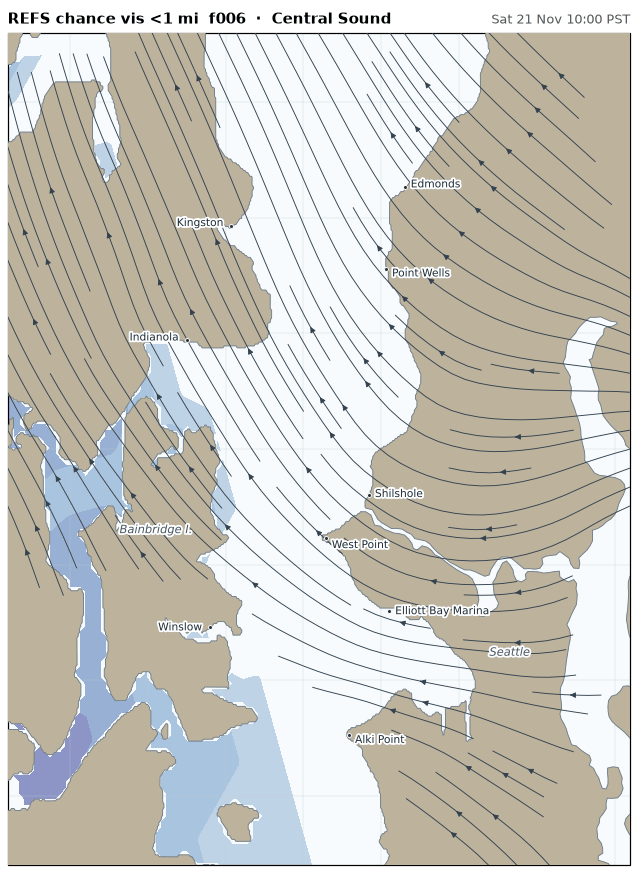 REFS chance vis <1 mi f006 · Central Sound
Sat 21 Nov 10:00 PST
Edmonds
Kingston
Point Wells
Indianola
Shilshole
Bainbridge I.
West Point
Elliott Bay Marina
Winslow
Seattle
Alki Point